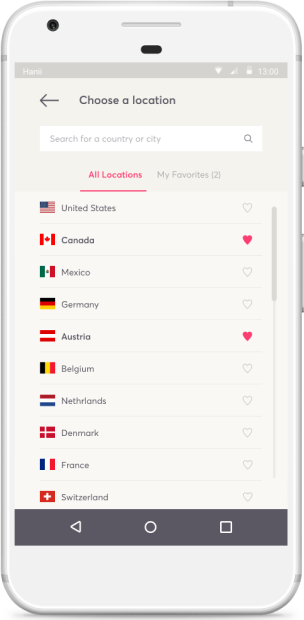 Hanii
13:00
Choose a location
Search for a country or city
All Locations My Favorites (2)
United States
Canada
Mexico
Germany
Austria
Belgium
Nethrlands
Denmark
France
Switzerland